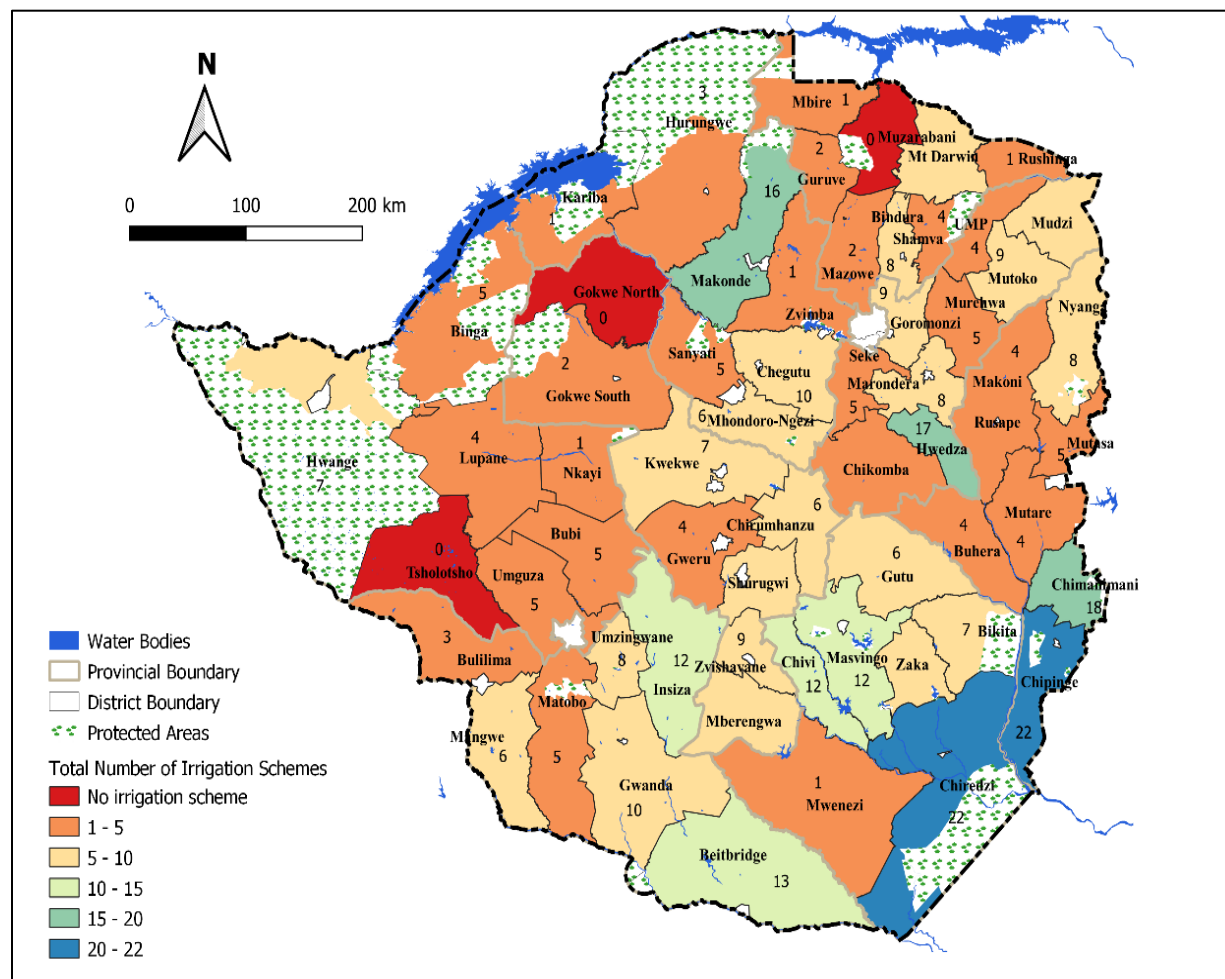 N
0 100 200 km
3
Hurungwe
Mbire 1
0
Muzarabani
Mt Darwin
1 Rushinga
2
Guruve
16
Kariba
1
Bindura
4
Shamva
UMP
4
Mudzi
9
Mutoko
2
Mazowe
8
Makonde
1
Gokwe North
0
5
Binga
9
Goromonzi
Murehwa
5
Nyanga
8
Zvimba
Sanyati
5
Seke
Chegutu
10
Marondera
8
5
4
Makoni
2
Gokwe South
6
Mhondoro-Ngezi
17
Hwedza
Rusape
Mutasa
5
4
Lupane
1
Nkayi
7
Kwekwe
Chikomba
Hwange
7
6
Chirumhanzu
4
Gweru
4
Buhera
Mutare
4
Bubi
5
0
Tsholotsho
Umguza
5
Shurugwi
6
Gutu
Chimanimani
18
3
Bulilima
Umzingwane
8
12
Insiza
9
Zvishavane
Chivi
12
Masvingo
12
Zaka
7
Bikita
Chipinge
22
Matobo
5
Mberengwa
Mangwe
6
Gwanda
10
1
Mwenezi
Chiredzi
22
Beitbridge
13
Water Bodies
Provincial Boundary
District Boundary
Protected Areas
Total Number of Irrigation Schemes
No irrigation scheme
1 - 5
5 - 10
10 - 15
15 - 20
20 - 22